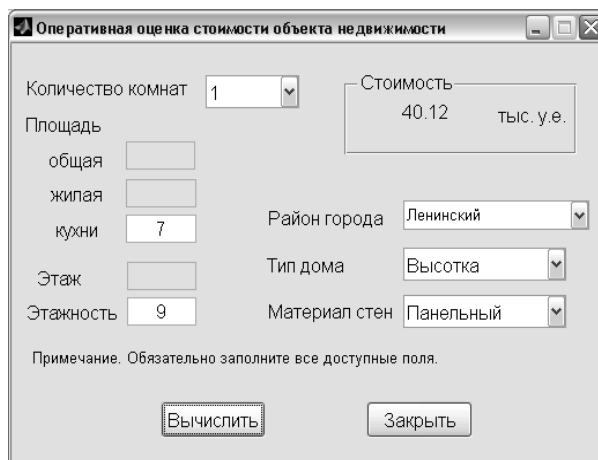 Оперативная оценка стоимости объекта недвижимости
Количество комнат 1
Стоимость
40.12 тыс. у.е.
Площадь
общая
жилая
кухни 7
Район города Ленинский
Этаж
Тип дома Высотка
Этажность 9
Материал стен Панельный
Примечание. Обязательно заполните все доступные поля.
Вычислить Закрыть